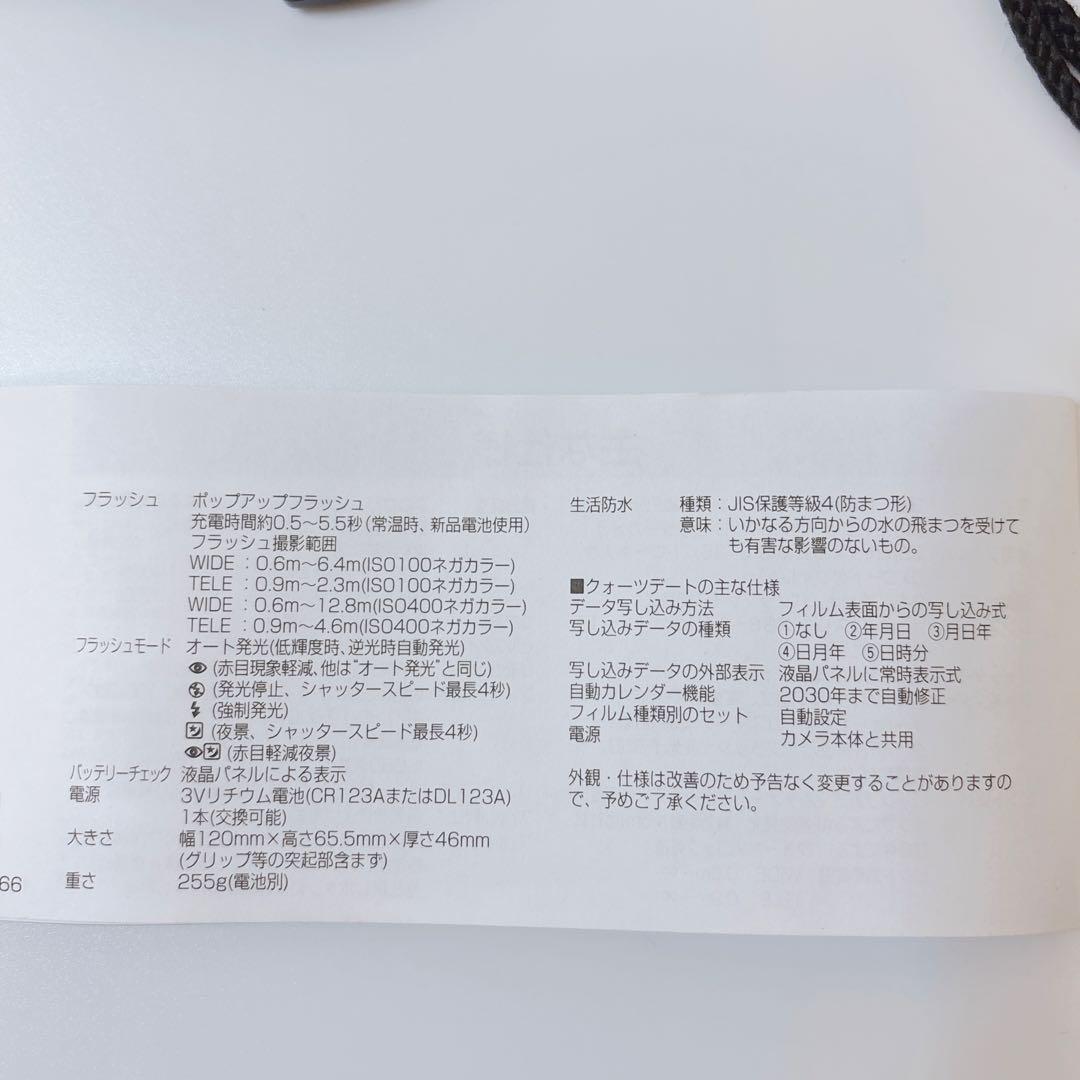 フラッシュ ポップアップフラッシュ
充電時間約0.5～5.5秒(常温時、新品電池使用)
フラッシュ撮影範囲
WIDE : 0.6m～6.4m(ISO100ネガカラー)
TELE : 0.9m～2.3m(ISO100ネガカラー)
WIDE : 0.6m～12.8m(ISO400ネガカラー)
TELE : 0.9m～4.6m(ISO400ネガカラー)
フラッシュモード オート発光(低輝度時、逆光時自動発光)
(赤目現象軽減、他は“オート発光”と同じ)
(発光停止、シャッタースピード最長4秒)
(強制発光)
(夜景、シャッタースピード最長4秒)
(赤目軽減夜景)
バッテリーチェック 液晶パネルによる表示
電源 3Vリチウム電池(CR123AまたはDL123A)
1本(交換可能)
大きさ 幅120mm×高さ65.5mm×厚さ46mm
(グリップ等の突起部含まず)
重さ 255g(電池別)
66
生活防水 種類：JIS保護等級4(防まつ形)
意味：いかなる方向からの水の飛まつを受けて
も有害な影響のないもの。
■クォーツデートの主な仕様
データ写し込み方法 フィルム表面からの写し込み式
写し込みデータの種類 ①なし ②年月日 ③月日年
④日月年 ⑤日時分
写し込みデータの外部表示 液晶パネルに常時表示式
自動カレンダー機能 2030年まで自動修正
フィルム種類別のセット 自動設定
電源 カメラ本体と共用
外観・仕様は改善のため予告なく変更することがありますの
で、予めご了承ください。